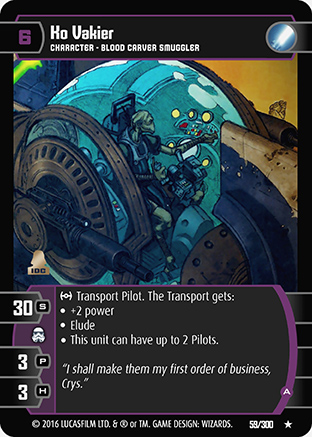 6
Ko Vakier
CHARACTER - BLOOD CARVER SMUGGLER
IDC
30 S
3 P
3 H
Transport Pilot. The Transport gets:
• +2 power
• Elude
• This unit can have up to 2 Pilots.
"I shall make them my first order of business,
Crys."
A
© 2016 LUCASFILM LTD. & ® or TM. GAME DESIGN: WIZARDS.
59/300 ★